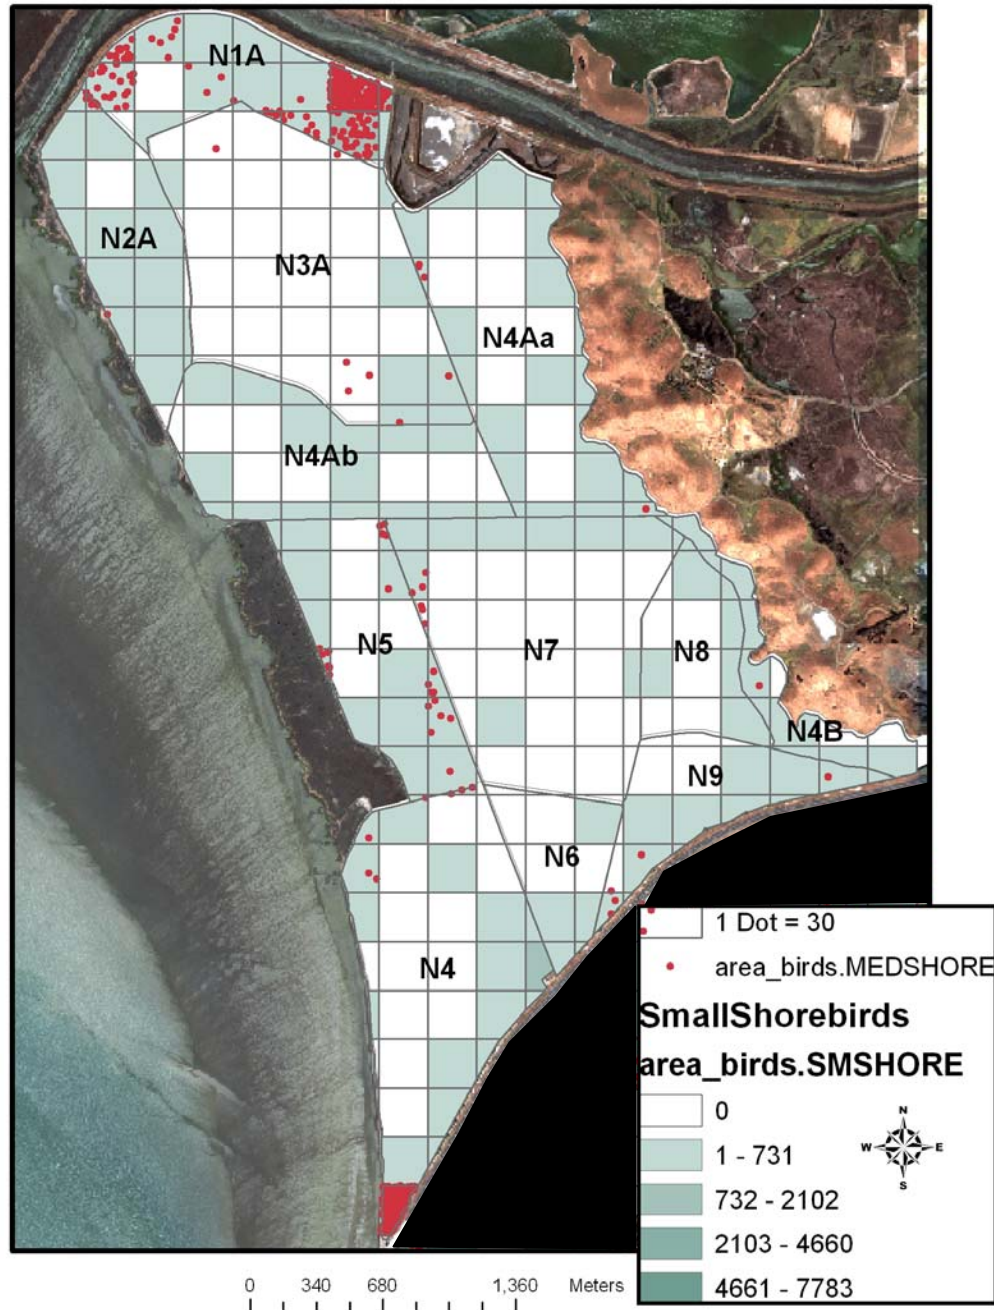 N1A
N2A
N3A
N4Aa
N4Ab
N5
N7
N8
N4B
N9
N6
N4
1 Dot = 30
area_birds.MEDSHORE
SmallShorebirds
area_birds.SMSHORE
0
1 - 731
732 - 2102
2103 - 4660
4661 - 7783
N
W E
S
0 340 680 1,360 Meters